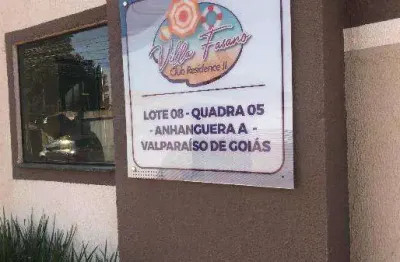 Villa Fasano
Club Residence II
LOTE 08 - QUADRA 05
- ANHANGUERA A -
VALPARAÍSO DE GOIÁS